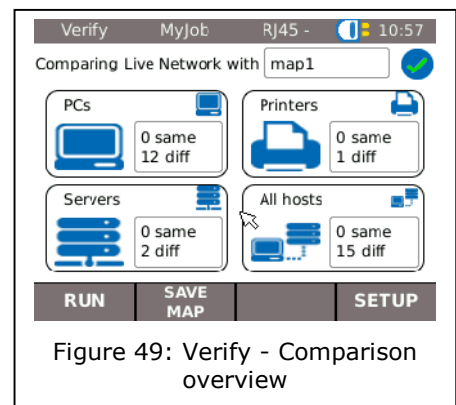 Verify MyJob RJ45 - 10:57
Comparing Live Network with map1
PCs
0 same
12 diff
Printers
0 same
1 diff
Servers
0 same
2 diff
All hosts
0 same
15 diff
RUN SAVE MAP SETUP
Figure 49: Verify - Comparison
overview